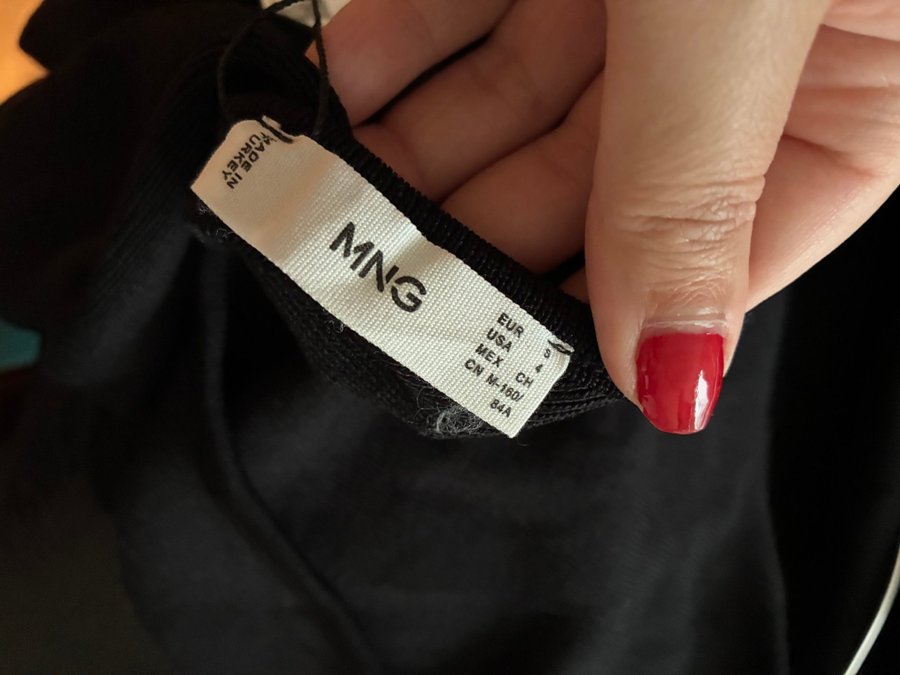 MADE IN
TURKEY
MNG
EUR S
USA 4
MEX CH
CN M-160/
84A